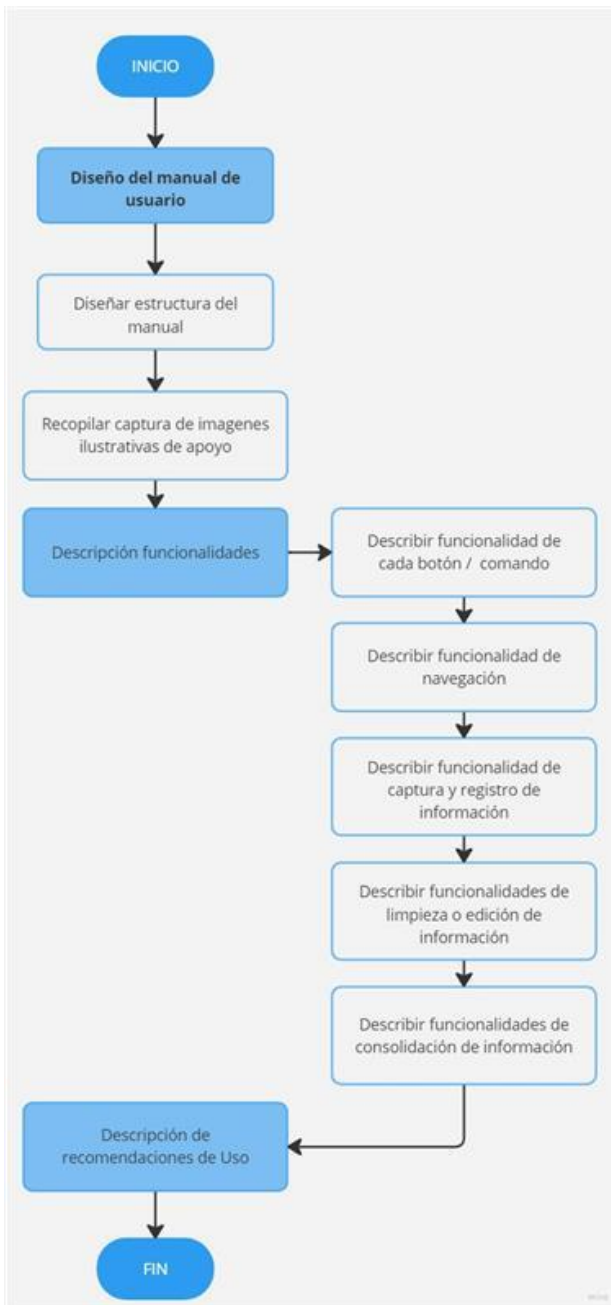 INICIO
Diseño del manual de
usuario
Diseñar estructura del
manual
Recopilar captura de imagenes
ilustrativas de apoyo
Descripción funcionalidades
Describir funcionalidad de
cada botón / comando
Describir funcionalidad de
navegación
Describir funcionalidad de
captura y registro de
información
Describir funcionalidades de
limpieza o edición de
información
Describir funcionalidades de
consolidación de información
Descripción de
recomendaciones de Uso
FIN